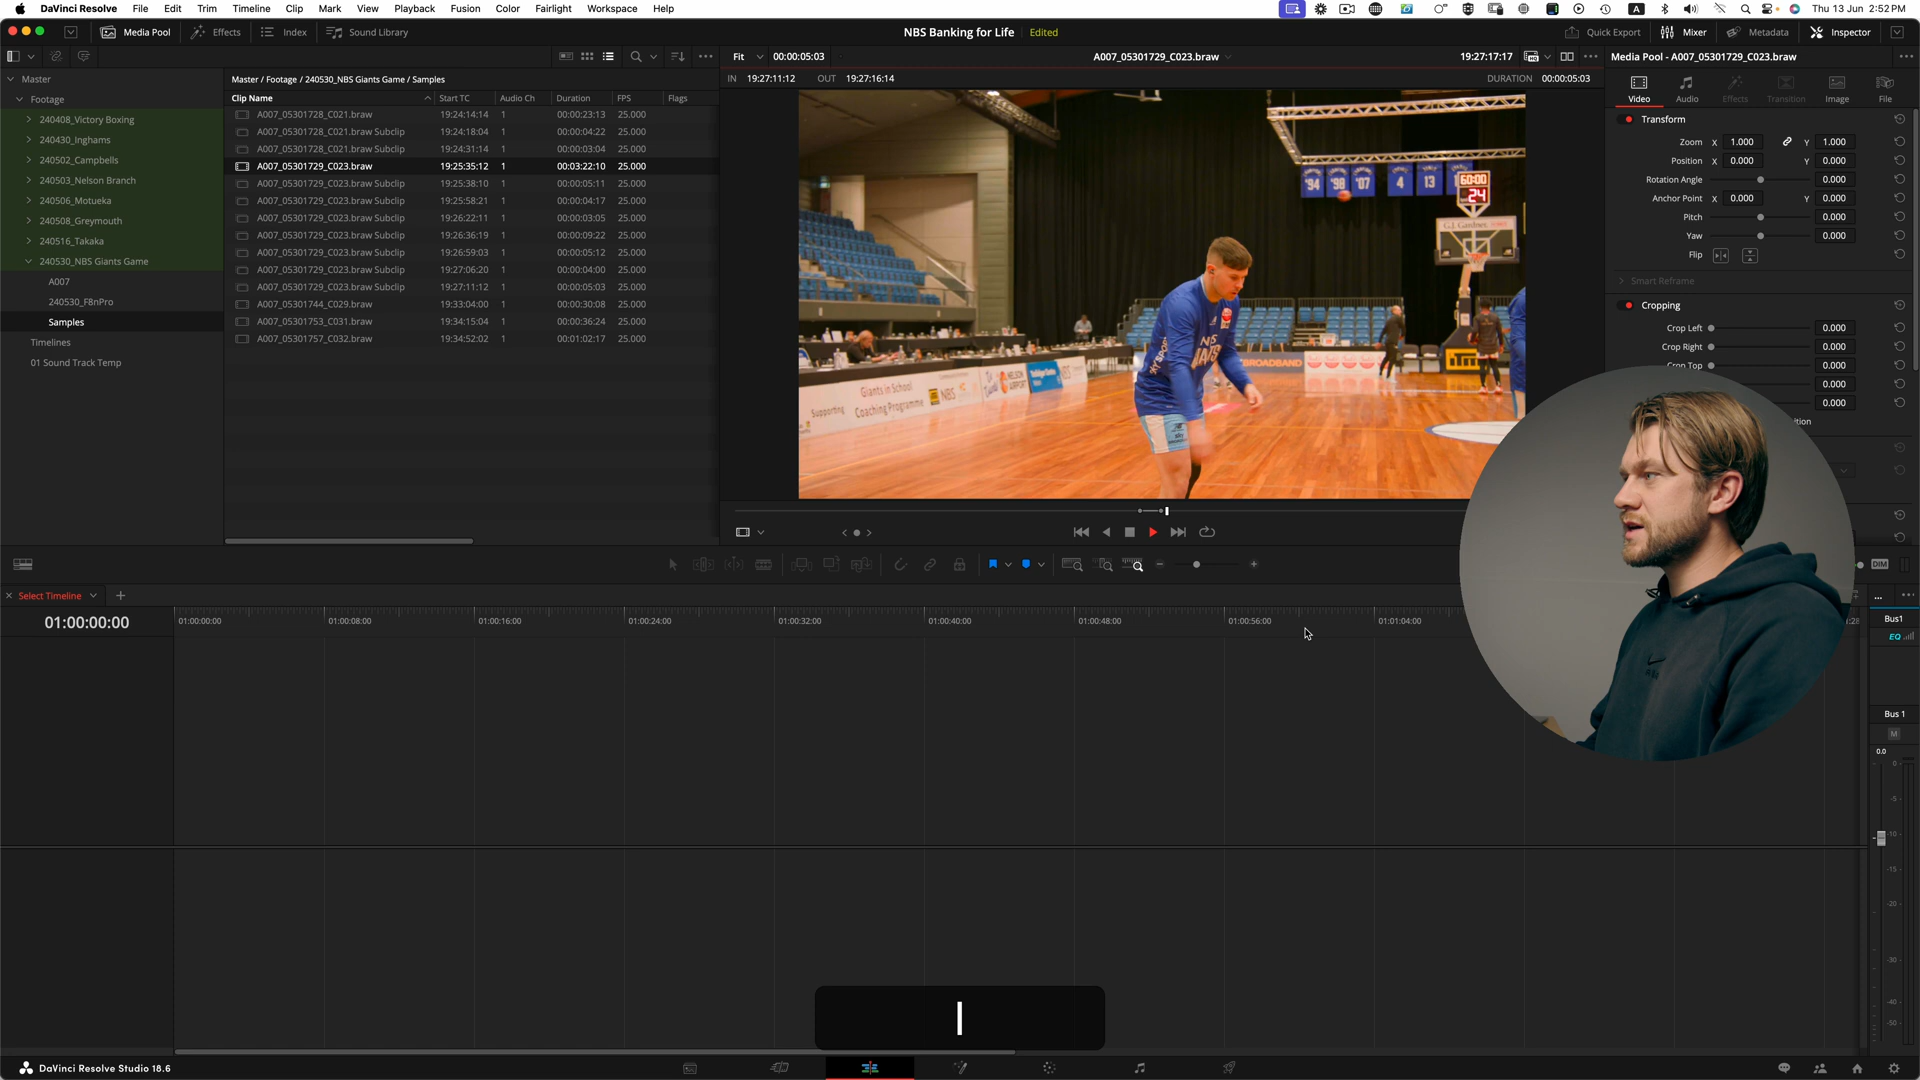 DaVinci Resolve File Edit Trim Timeline Clip Mark View Playback Fusion Color Fairlight Workspace Help A Thu 13 Jun 2:52 PM
Media Pool Effects Index Sound Library NBS Banking for Life Edited Quick Export Mixer Metadata Inspector
Fit 00:00:05:03 A007_05301729_C023.braw 19:27:17:17 Media Pool - A007_05301729_C023.braw
Master
Footage
240408_Victory Boxing
240430_Inghams
240502_Campbells
240503_Nelson Branch
240506_Motueka
240508_Greymouth
240516_Takaka
240530_NBS Giants Game
A007
240530_F8nPro
Samples
Timelines
01 Sound Track Temp
Master / Footage / 240530_NBS Giants Game / Samples
Clip Name Start TC Audio Ch Duration FPS Flags
A007_05301728_C021.braw 19:24:14:14 1 00:00:23:13 25.000
A007_05301728_C021.braw Subclip 19:24:18:04 1 00:00:04:22 25.000
A007_05301728_C021.braw Subclip 19:24:31:14 1 00:00:03:04 25.000
A007_05301729_C023.braw 19:25:35:12 1 00:03:22:10 25.000
A007_05301729_C023.braw Subclip 19:25:38:10 1 00:00:05:11 25.000
A007_05301729_C023.braw Subclip 19:25:58:21 1 00:00:04:17 25.000
A007_05301729_C023.braw Subclip 19:26:22:11 1 00:00:03:05 25.000
A007_05301729_C023.braw Subclip 19:26:36:19 1 00:00:09:22 25.000
A007_05301729_C023.braw Subclip 19:26:59:03 1 00:00:05:12 25.000
A007_05301729_C023.braw Subclip 19:27:06:20 1 00:00:04:00 25.000
A007_05301729_C023.braw Subclip 19:27:11:12 1 00:00:05:03 25.000
A007_05301744_C029.braw 19:33:04:00 1 00:00:30:08 25.000
A007_05301753_C031.braw 19:34:15:04 1 00:00:36:24 25.000
A007_05301757_C032.braw 19:34:52:02 1 00:01:02:17 25.000
IN 19:27:11:12 OUT 19:27:16:14 DURATION 00:00:05:03
'94 '98 '07 4 13
60:00
24
G.J. Gardner
BROADBAND
Giants in School
Supporting Coaching Programme NBS
Video Audio Effects Transition Image File
Transform
Zoom X 1.000 Y 1.000
Position X 0.000 Y 0.000
Rotation Angle 0.000
Anchor Point X 0.000 Y 0.000
Pitch 0.000
Yaw 0.000
Flip
Smart Reframe
Cropping
Crop Left 0.000
Crop Right 0.000
Crop Top 0.000
0.000
0.000
DIM
Select Timeline
01:00:00:00
01:00:00:00 01:00:08:00 01:00:16:00 01:00:24:00 01:00:32:00 01:00:40:00 01:00:48:00 01:00:56:00 01:01:04:00
Bus1
EQ
Bus 1
M
0.0
0
-5
-10
-15
-20
-30
-40
-50
DaVinci Resolve Studio 18.6